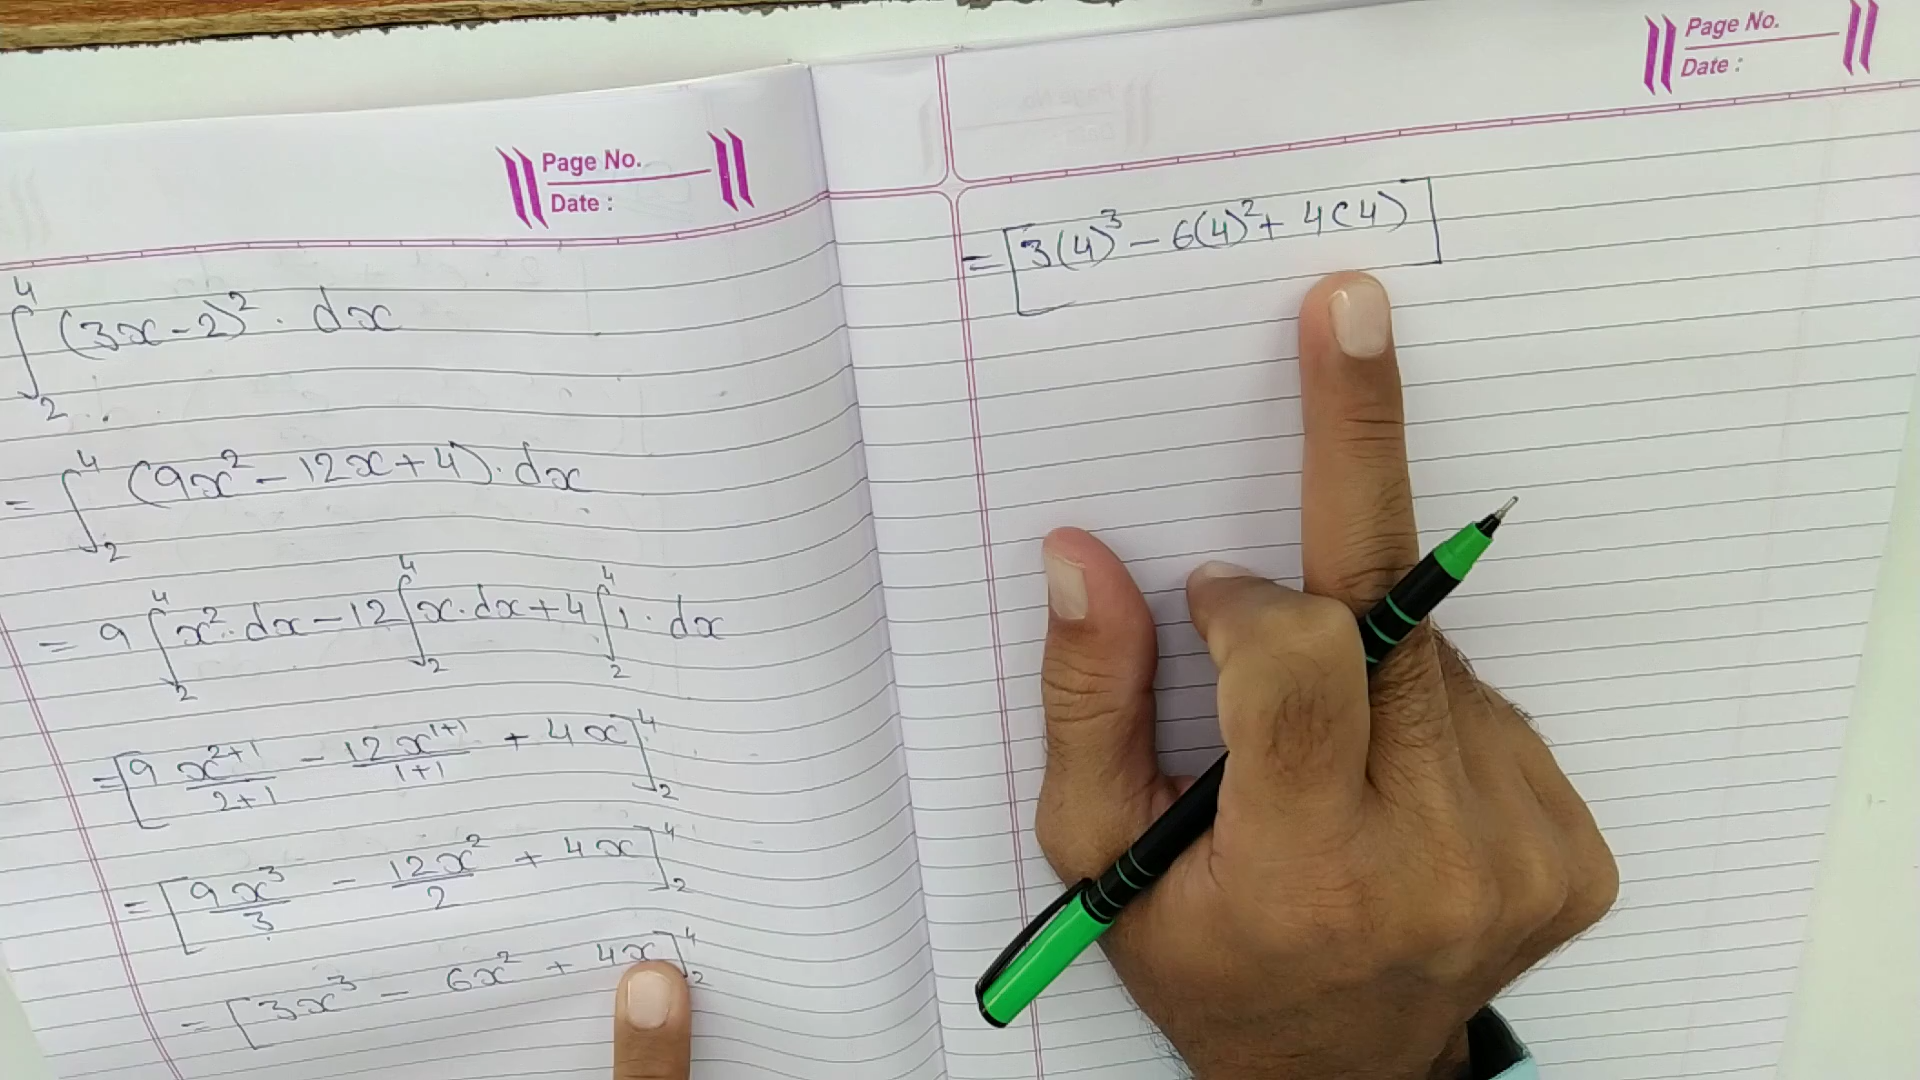 Page No.
Date :
∫₂⁴ (3x-2)² · dx
= ∫₂⁴ (9x² - 12x + 4) · dx
= 9 ∫₂⁴ x² · dx - 12 ∫₂⁴ x · dx + 4 ∫₂⁴ 1 · dx
= [9 x²⁺¹/2+1 - 12x¹⁺¹/1+1 + 4x]₂⁴
= [9x³/3 - 12x²/2 + 4x]₂⁴
= [3x³ - 6x² + 4x]₂⁴
Page No.
Date :
= [3(4)³ - 6(4)² + 4(4)]